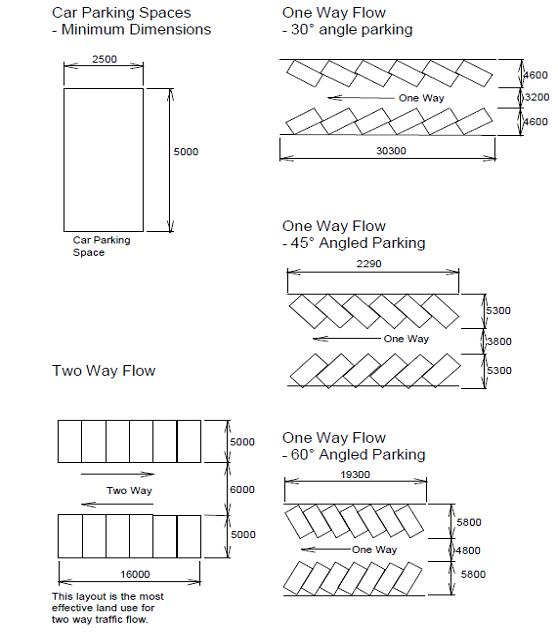 Car Parking Spaces
- Minimum Dimensions
2500
5000
Car Parking
Space
Two Way Flow
5000
Two Way
6000
5000
16000
This layout is the most
effective land use for
two way traffic flow.
One Way Flow
- 30° angle parking
4600
One Way
3200
4600
30300
One Way Flow
- 45° Angled Parking
2290
5300
One Way
3800
5300
One Way Flow
- 60° Angled Parking
19300
5800
One Way
4800
5800